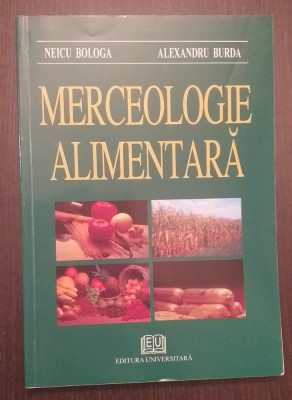 NEICU BOLOGA ALEXANDRU BURDA
MERCEOLOGIE
ALIMENTARĂ
EU
EDITURA UNIVERSITARĂ